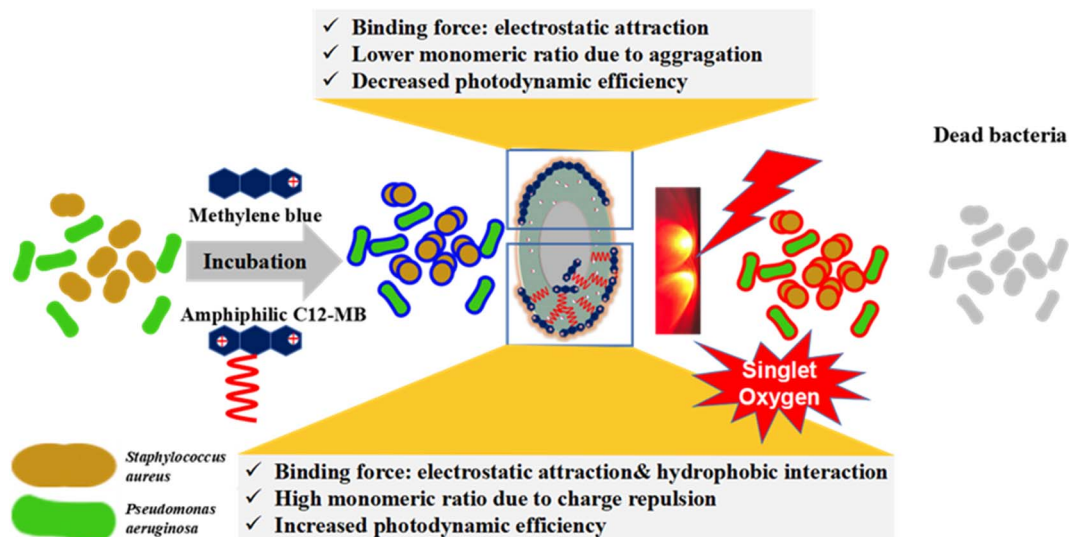 ✓ Binding force: electrostatic attraction
✓ Lower monomeric ratio due to aggragation
✓ Decreased photodynamic efficiency
Dead bacteria
Methylene blue
Incubation
Amphiphilic C12-MB
Singlet
Oxygen
Staphylococcus
aureus
Pseudomonas
aeruginosa
✓ Binding force: electrostatic attraction& hydrophobic interaction
✓ High monomeric ratio due to charge repulsion
✓ Increased photodynamic efficiency